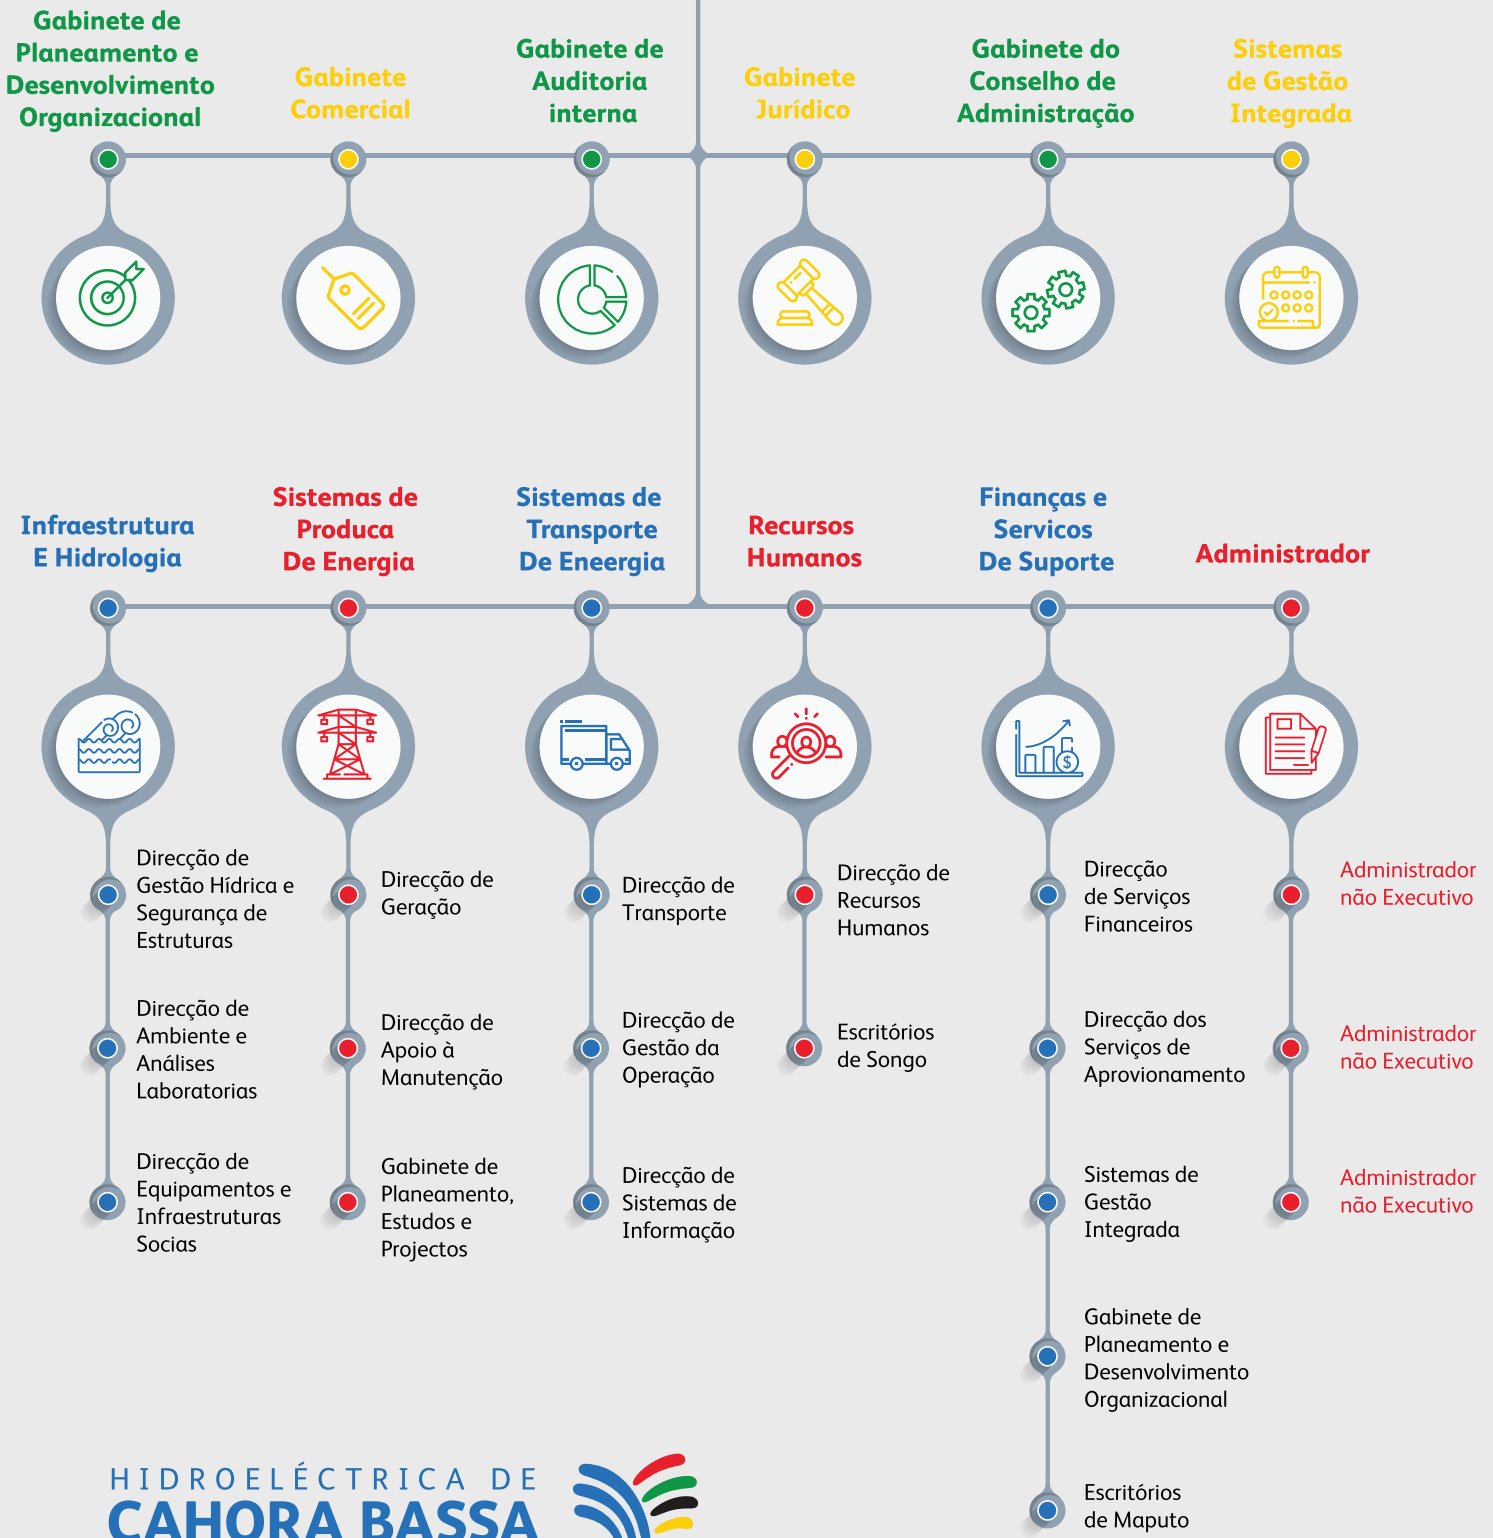 Gabinete de
Planeamento e
Desenvolvimento
Organizacional
Gabinete
Comercial
Gabinete de
Auditoria
interna
Gabinete
Jurídico
Gabinete do
Conselho de
Administração
Sistemas
de Gestão
Integrada
Infraestrutura
E Hidrologia
Sistemas de
Produca
De Energia
Sistemas de
Transporte
De Eneergia
Recursos
Humanos
Finanças e
Servicos
De Suporte
Administrador
Direcção de
Gestão Hídrica e
Segurança de
Estruturas
Direcção de
Ambiente e
Análises
Laboratorias
Direcção de
Equipamentos e
Infraestruturas
Socias
Direcção de
Geração
Direcção de
Apoio à
Manutenção
Gabinete de
Planeamento,
Estudos e
Projectos
Direcção de
Transporte
Direcção de
Gestão da
Operação
Direcção de
Sistemas de
Informação
Direcção de
Recursos
Humanos
Escritórios
de Songo
Direcção
de Serviços
Financeiros
Direcção dos
Serviços de
Aprovionamento
Sistemas de
Gestão
Integrada
Gabinete de
Planeamento e
Desenvolvimento
Organizacional
Escritórios
de Maputo
Administrador
não Executivo
Administrador
não Executivo
Administrador
não Executivo
HIDROELÉCTRICA DE
CAHORA BASSA